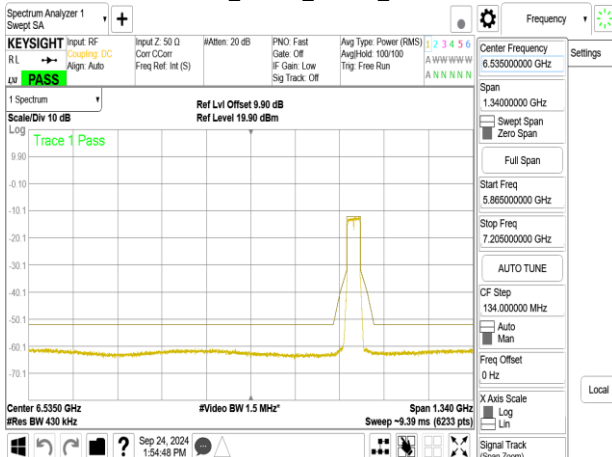 Spectrum Analyzer 1
Swept SA
Frequency
KEYSIGHT
RL
LXI
PASS
Input: RF
Coupling: DC
Align: Auto
Input Z: 50 Ω
Corr CCorr
Freq Ref: Int (S)
#Atten: 20 dB
PNO: Fast
Gate: Off
IF Gain: Low
Sig Track: Off
Avg Type: Power (RMS)
Avg|Hold: 100/100
Trig: Free Run
1 2 3 4 5 6
A W W W W W
A N N N N N
1 Spectrum
Scale/Div 10 dB
Ref Lvl Offset 9.90 dB
Ref Level 19.90 dBm
Log
Trace 1 Pass
9.90
-0.10
-10.1
-20.1
-30.1
-40.1
-50.1
-60.1
-70.1
Center 6.5350 GHz
#Res BW 430 kHz
#Video BW 1.5 MHz*
Span 1.340 GHz
Sweep ~9.39 ms (6233 pts)
?
Sep 24, 2024
1:54:48 PM
Center Frequency
6.535000000 GHz
Span
1.34000000 GHz
Swept Span
Zero Span
Full Span
Start Freq
5.865000000 GHz
Stop Freq
7.205000000 GHz
AUTO TUNE
CF Step
134.000000 MHz
Auto
Man
Freq Offset
0 Hz
X Axis Scale
Log
Lin
Signal Track
(Span Zoom)
Settings
Local